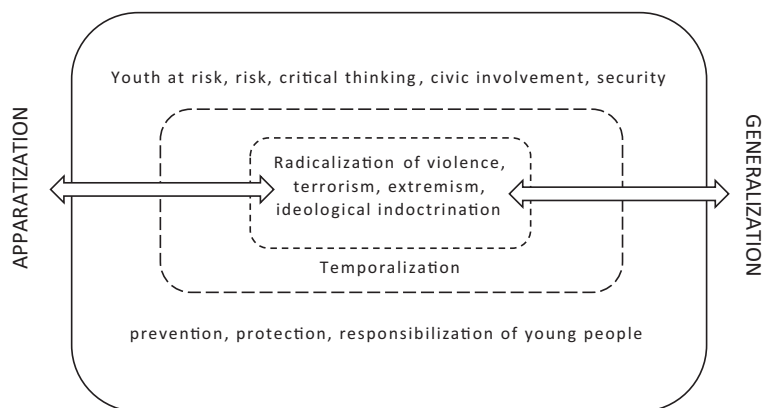 Youth at risk, risk, critical thinking, civic involvement, security
APPARATIZATION
GENERALIZATION
Radicalization of violence,
terrorism, extremism,
ideological indoctrination
Temporalization
prevention, protection, responsibilization of young people